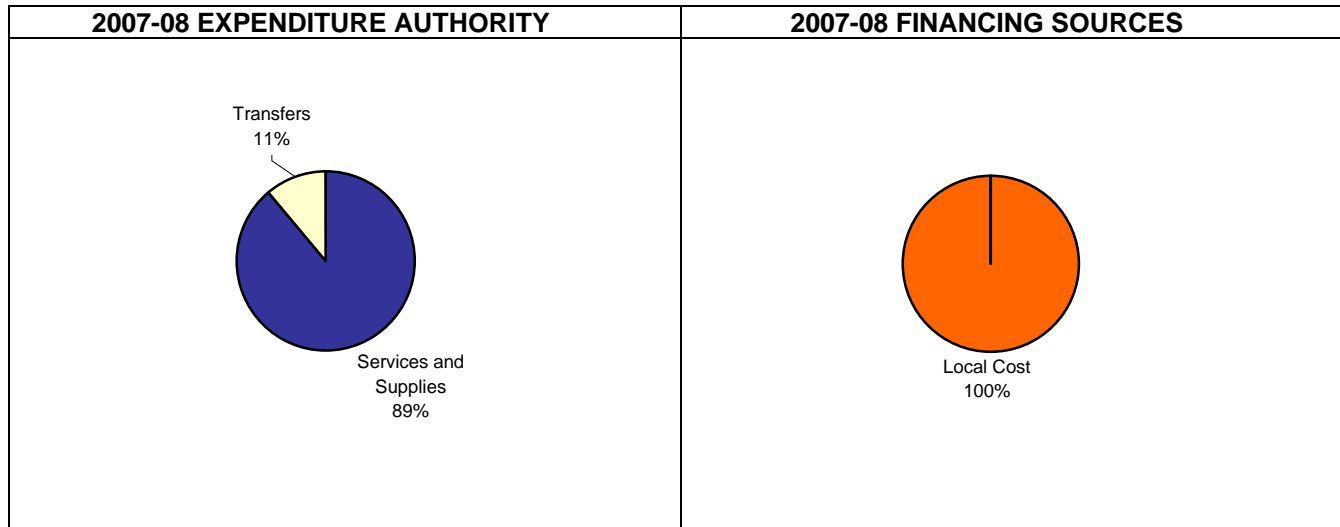 2007-08 EXPENDITURE AUTHORITY
2007-08 FINANCING SOURCES
Transfers
11%
Services and
Supplies
89%
Local Cost
100%